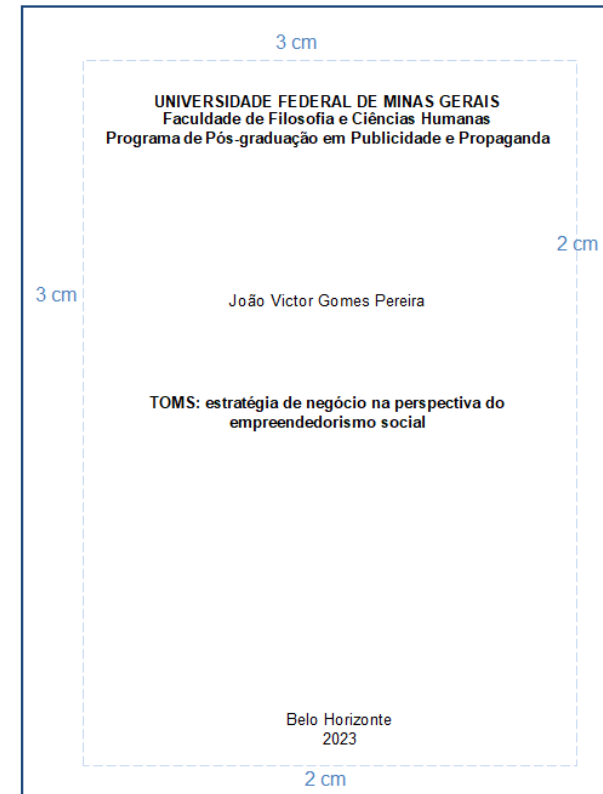 3 cm
UNIVERSIDADE FEDERAL DE MINAS GERAIS
Faculdade de Filosofia e Ciências Humanas
Programa de Pós-graduação em Publicidade e Propaganda
2 cm
3 cm
João Victor Gomes Pereira
TOMS: estratégia de negócio na perspectiva do
empreendedorismo social
Belo Horizonte
2023
2 cm